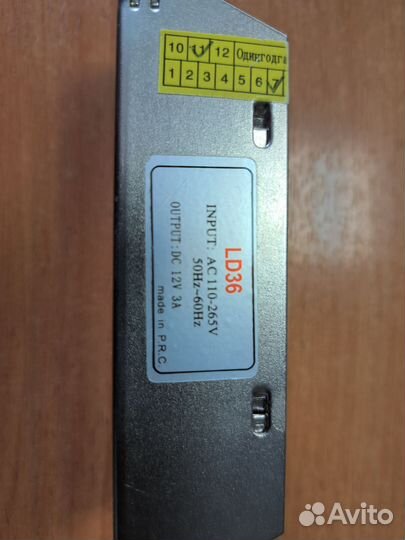 10 11 12 Одингодга
1 2 3 4 5 6 7
LD36
INPUT: AC 110-265V
50Hz~60Hz
OUTPUT:DC 12V 3A
made in P.R.C
Avito